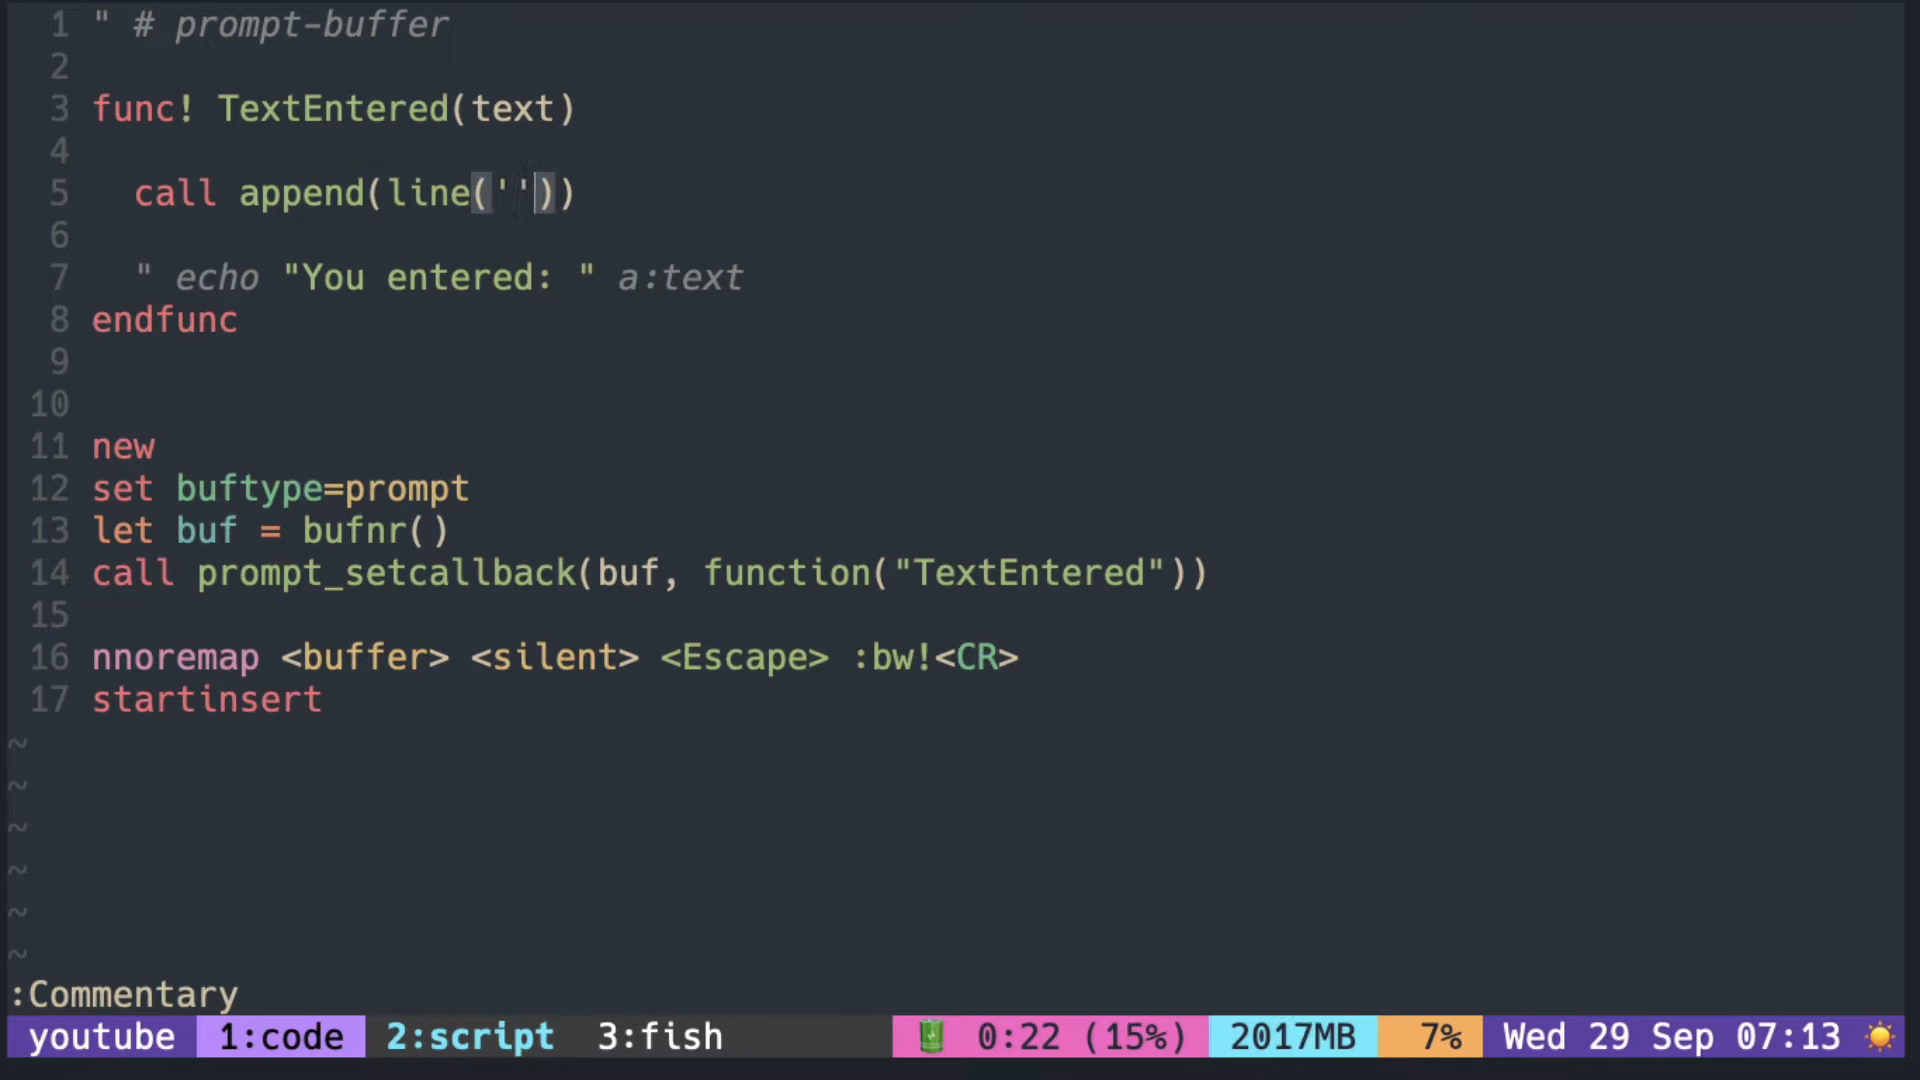 1 " # prompt-buffer
2
3 func! TextEntered(text)
4
5 call append(line(''))
6
7 " echo "You entered: " a:text
8 endfunc
9
10
11 new
12 set buftype=prompt
13 let buf = bufnr()
14 call prompt_setcallback(buf, function("TextEntered"))
15
16 nnoremap <buffer> <silent> <Escape> :bw!<CR>
17 startinsert
~
~
~
~
~
~
:Commentary
youtube 1:code 2:script 3:fish 0:22 (15%) 2017MB 7% Wed 29 Sep 07:13